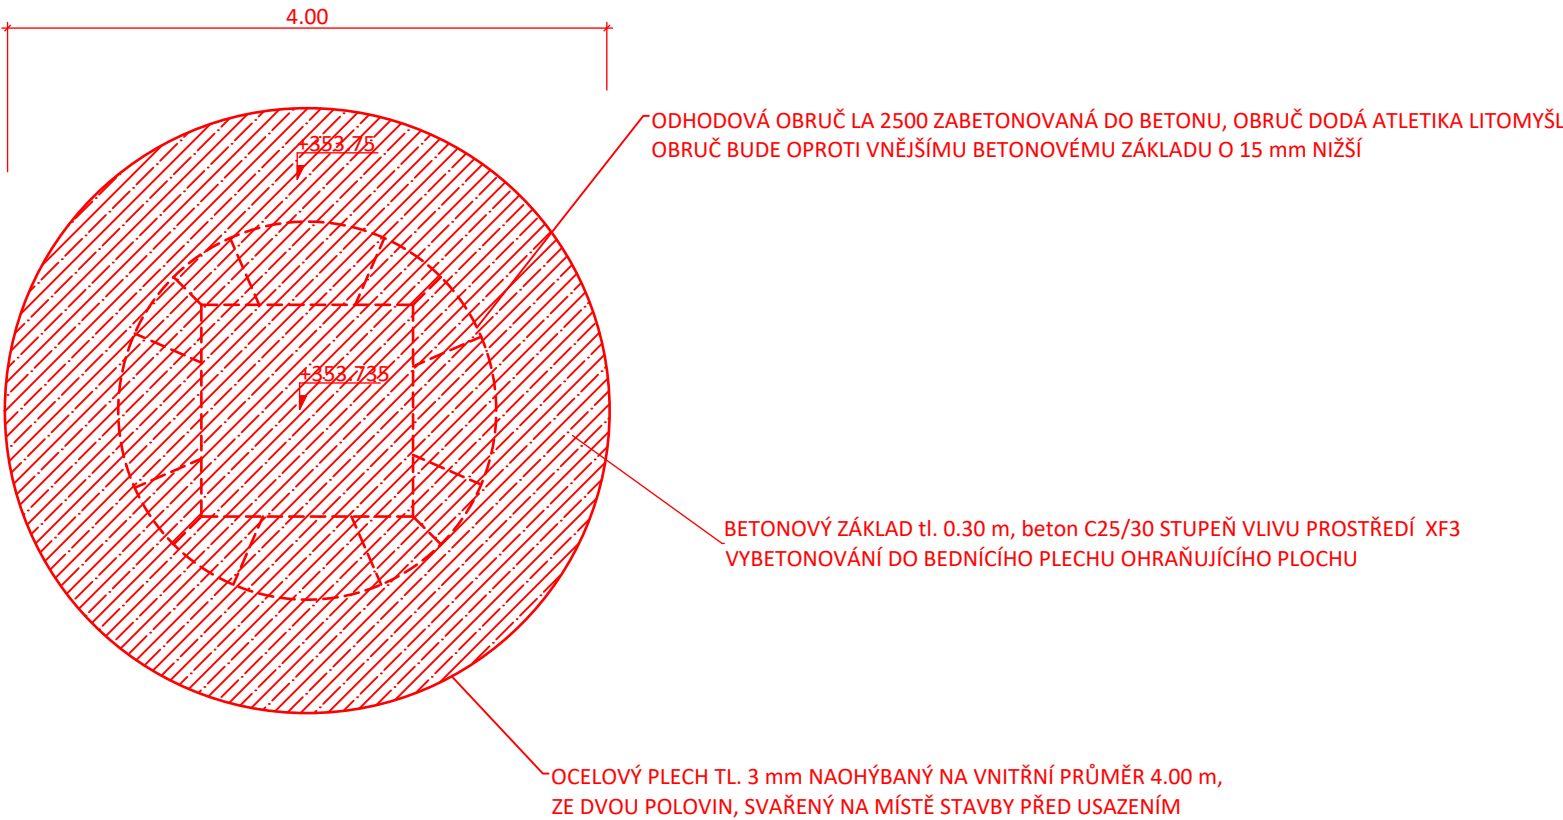 4.00
ODHODOVÁ OBRUČ LA 2500 ZABETONOVANÁ DO BETONU, OBRUČ DODÁ ATLETIKA LITOMYŠL
OBRUČ BUDE OPROTI VNĚJŠÍMU BETONOVÉMU ZÁKLADU O 15 mm NIŽŠÍ
+353.75
+353.735
BETONOVÝ ZÁKLAD tl. 0.30 m, beton C25/30 STUPEŇ VLIVU PROSTŘEDÍ XF3
VYBETONOVÁNÍ DO BEDNÍCÍHO PLECHU OHRAŇUJÍCÍHO PLOCHU
OCELOVÝ PLECH TL. 3 mm NAOHÝBANÝ NA VNITŘNÍ PRŮMĚR 4.00 m,
ZE DVOU POLOVIN, SVAŘENÝ NA MÍSTĚ STAVBY PŘED USAZENÍM